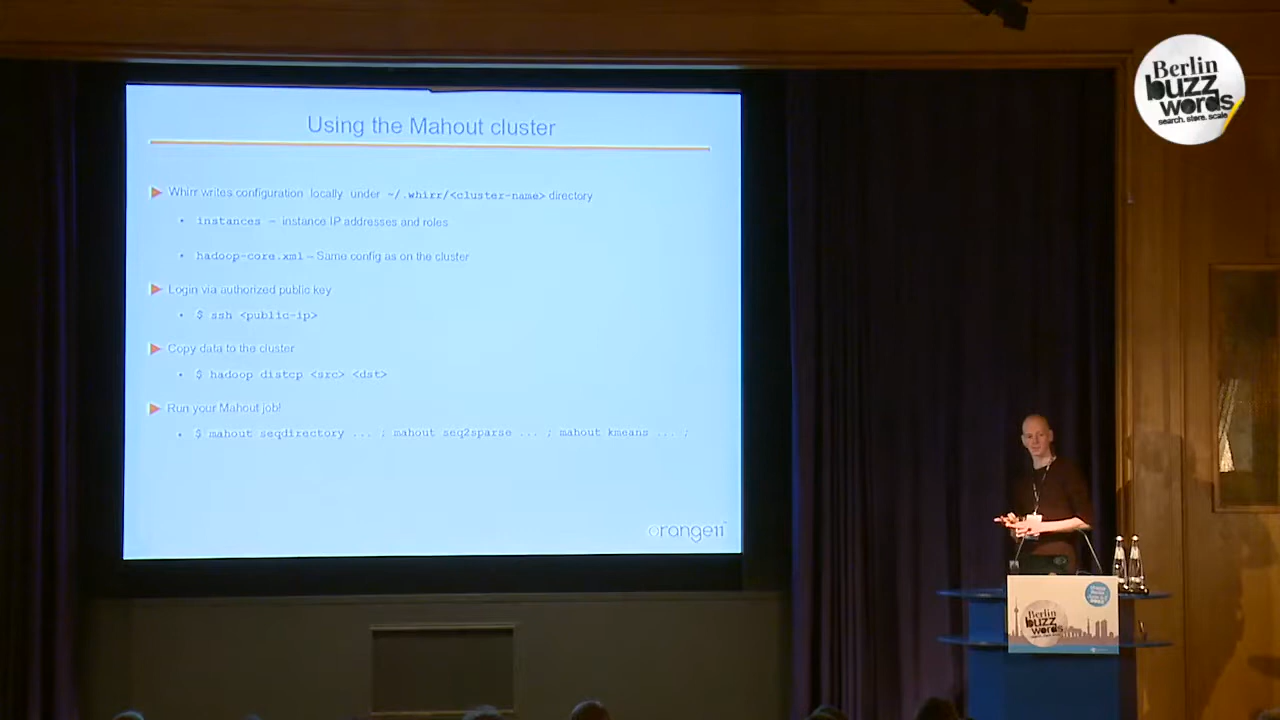 Berlin
buzz
words
search. store. scale
Using the Mahout cluster
Whirr writes configuration locally under ~/.whirr/<cluster-name> directory
• instances – instance IP addresses and roles
• hadoop-core.xml – Same config as on the cluster
Login via authorized public key
• $ ssh <public-ip>
Copy data to the cluster
• $ hadoop distcp <src> <dst>
Run your Mahout job!
• $ mahout seqdirectory ... ; mahout seq2sparse ... ; mahout kmeans ... ;
orange11
Berlin
buzz
words